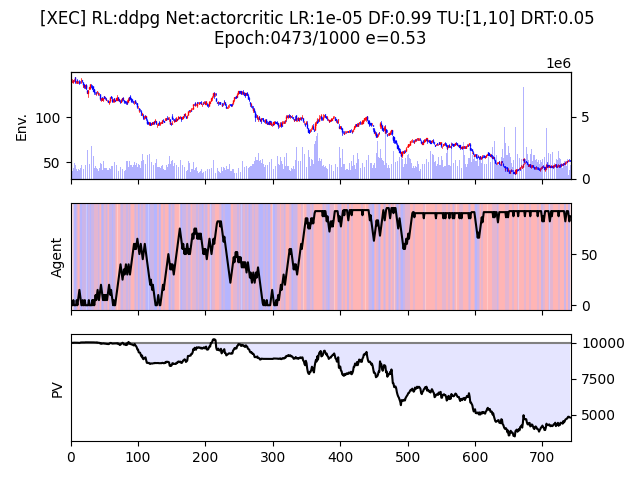 [XEC] RL:ddpg Net:actorcritic LR:1e-05 DF:0.99 TU:[1,10] DRT:0.05
Epoch:0473/1000 e=0.53
1e6
Env.
100
50
5
0
Agent
50
0
PV
10000
7500
5000
0 100 200 300 400 500 600 700